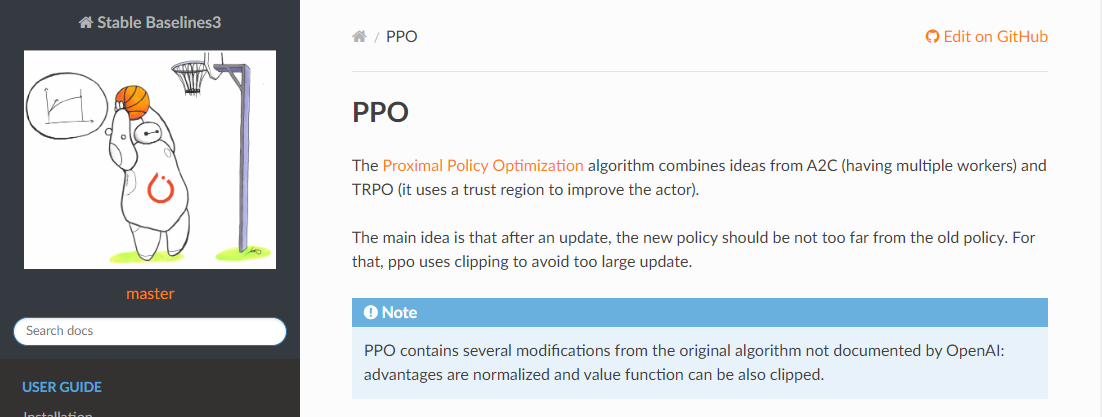 Stable Baselines3
master
Search docs
USER GUIDE
Installation
/ PPO
Edit on GitHub
PPO
The Proximal Policy Optimization algorithm combines ideas from A2C (having multiple workers) and
TRPO (it uses a trust region to improve the actor).
The main idea is that after an update, the new policy should be not too far from the old policy. For
that, ppo uses clipping to avoid too large update.
Note
PPO contains several modifications from the original algorithm not documented by OpenAI:
advantages are normalized and value function can be also clipped.